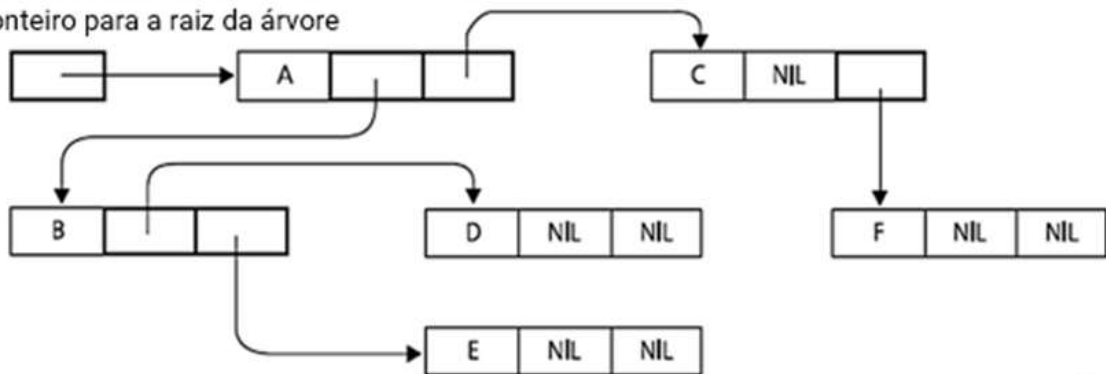 onteiro para a raiz da árvore
A
C NIL
B
D NIL NIL
F NIL NIL
E NIL NIL